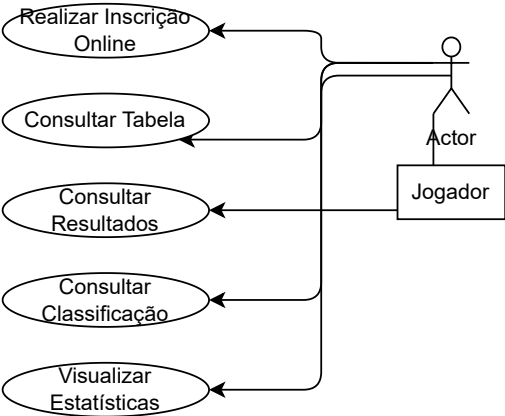 Realizar Inscrição
Online
Consultar Tabela
Actor
Consultar
Resultados
Jogador
Consultar
Classificação
Visualizar
Estatísticas